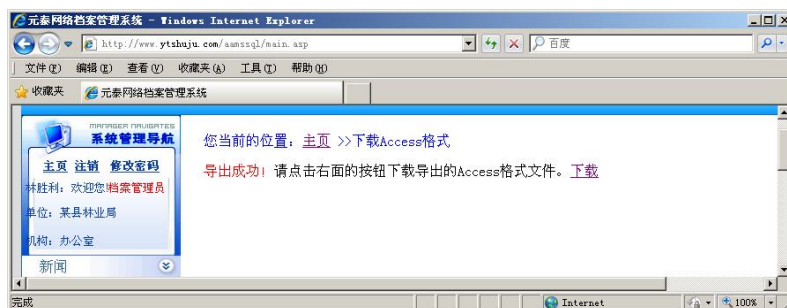 元泰网络档案管理系统 - Windows Internet Explorer
http://www.ytshuju.com/aamssql/main.asp
百度
文件(F) 编辑(E) 查看(V) 收藏夹(A) 工具(T) 帮助(H)
收藏夹 元泰网络档案管理系统
MANAGER NAVIGATES
系统管理导航
主页 注销 修改密码
林胜利: 欢迎您!档案管理员
单位: 某县林业局
机构: 办公室
新闻
您当前的位置: 主页 >>下载Access格式
导出成功! 请点击右面的按钮下载导出的Access格式文件。下载
完成
Internet
100%